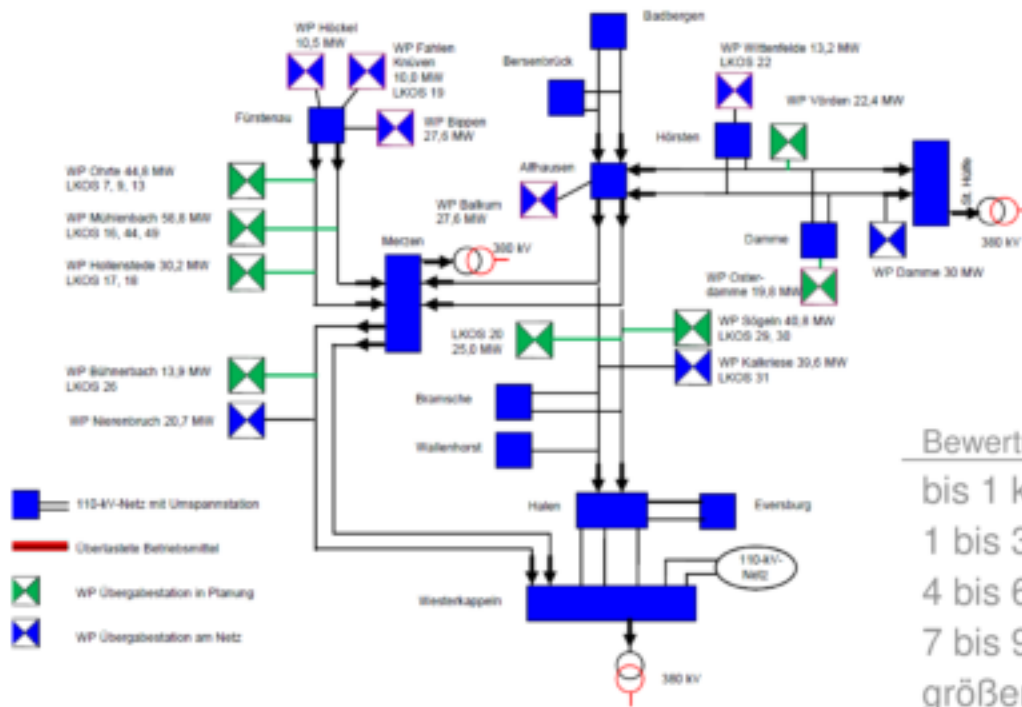 WP Höckel
10,5 MW
WP Fahlen
Knüven
10,0 MW
LKOS 19
Fürstenau
WP Bippen
27,6 MW
Badbergen
Bersenbrück
WP Wittenfelde 13,2 MW
LKOS 22
WP Vörden 22,4 MW
Hörsten
Alfhausen
WP Balkum
27,6 MW
St. Hülfe
380 kV
Damme
WP Damme 30 MW
WP Oster-
damme 19,8 MW
WP Ohrte 44,8 MW
LKOS 7, 9, 13
WP Mühlenbach 58,8 MW
LKOS 16, 44, 49
WP Hollenstede 30,2 MW
LKOS 17, 18
Merzen
380 kV
LKOS 20
25,0 MW
WP Sögeln 40,8 MW
LKOS 29, 30
WP Kalkriese 39,6 MW
LKOS 31
WP Bühnerbach 13,9 MW
LKOS 26
WP Nierenbruch 20,7 MW
Bramsche
Wallenhorst
Halen
Eversburg
Westerkappeln
110-kV-
Netz
380 kV
110-kV-Netz mit Umspannstation
Überlastete Betriebsmittel
WP Übergabestation in Planung
WP Übergabestation am Netz
Bewert
bis 1 k
1 bis 3
4 bis 6
7 bis 9
größer